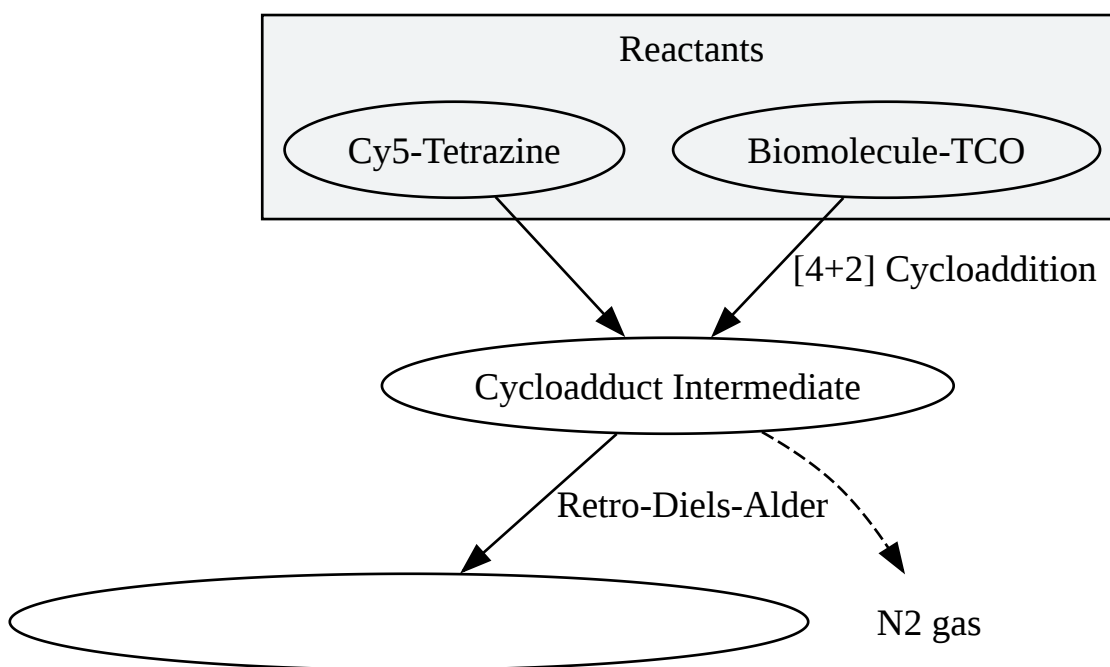 Reactants
Cy5-Tetrazine
Biomolecule-TCO
[4+2] Cycloaddition
Cycloadduct Intermediate
Retro-Diels-Alder
N2 gas